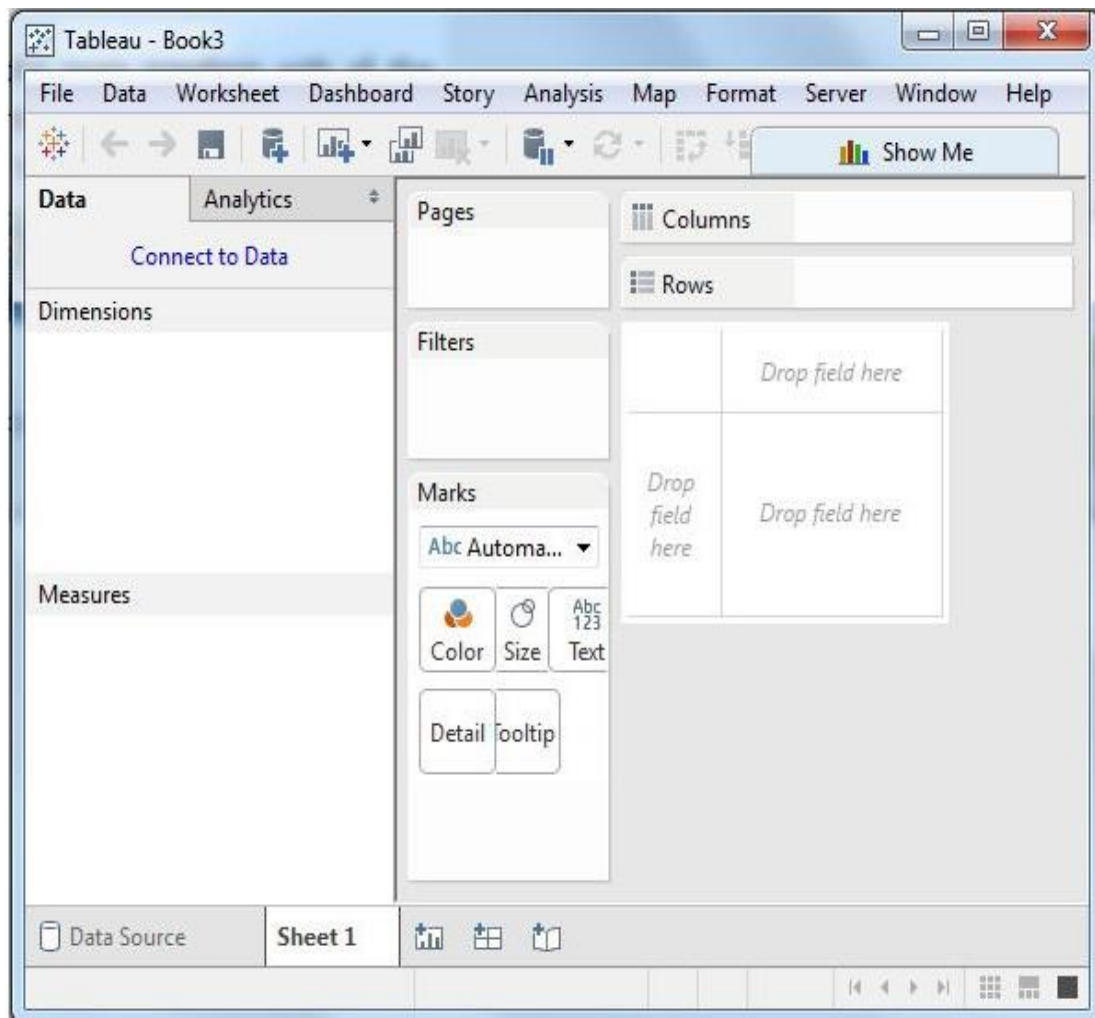 Tableau - Book3
File Data Worksheet Dashboard Story Analysis Map Format Server Window Help
Show Me
Data Analytics
Connect to Data
Dimensions
Measures
Pages
Filters
Marks
Abc Automa...
Color Size Abc 123 Text
Detail ooltip
Columns
Rows
Drop field here
Drop
field
here
Drop field here
Data Source Sheet 1